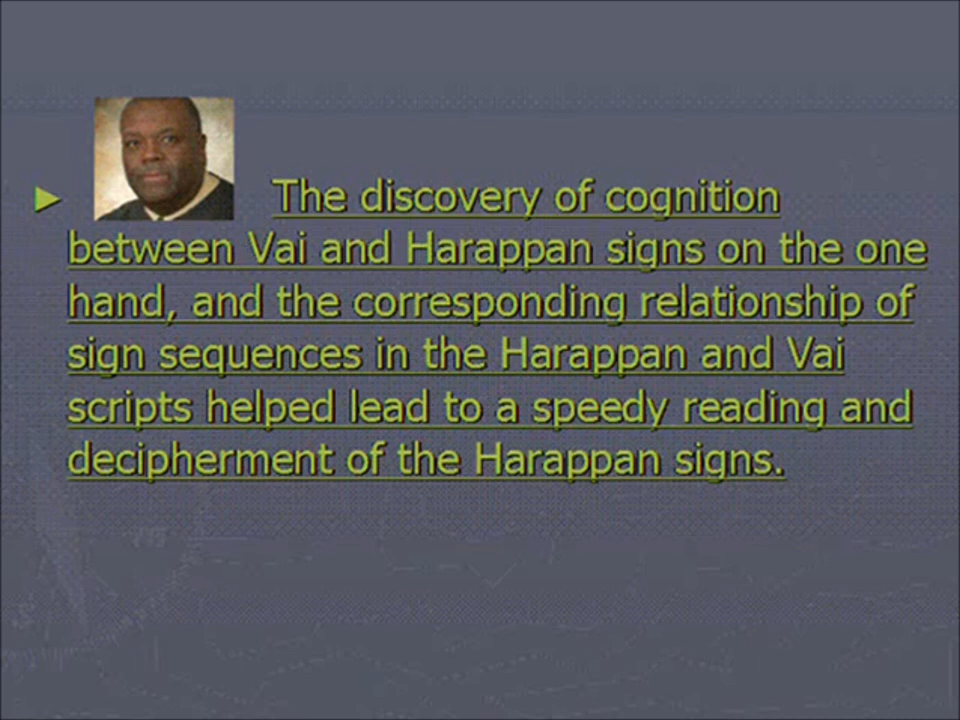 The discovery of cognition
between Vai and Harappan signs on the one
hand, and the corresponding relationship of
sign sequences in the Harappan and Vai
scripts helped lead to a speedy reading and
decipherment of the Harappan signs.